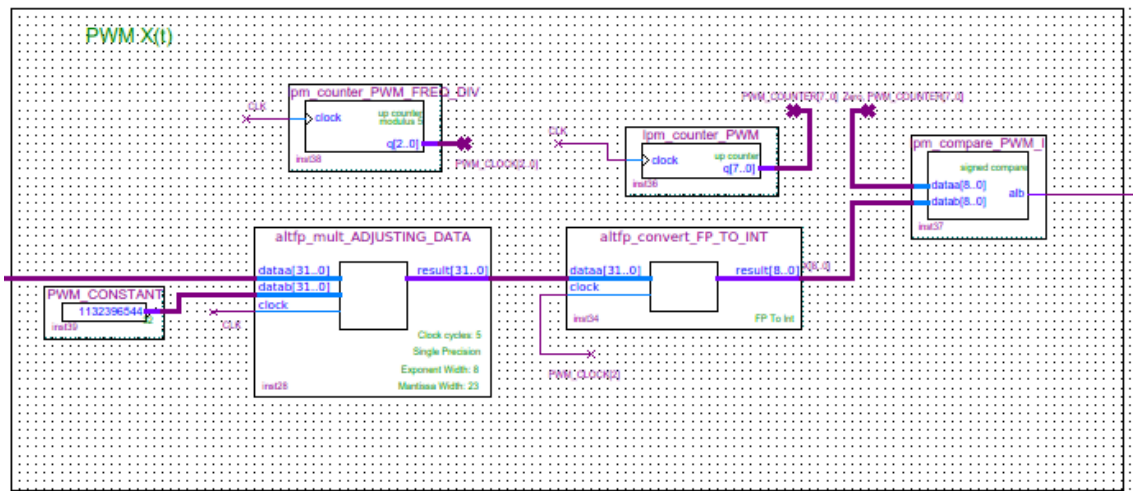 PWM X(t)
pm_counter_PWM_FREQ_DIV
CLK
clock
up counter
modulus 5
q[2..0]
inst38
PWM_CLOCK[2..0]
CLK
lpm_counter_PWM
clock
up counter
q[7..0]
inst36
PWM_COUNTER[7..0]
Zero, PWM_COUNTER[7..0]
pm_compare_PWM_I
signed compare
dataa[8..0]
datab[8..0]
alb
inst37
altfp_mult_ADJUSTING_DATA
dataa[31..0]
datab[31..0]
clock
result[31..0]
Clock cycles: 5
Single Precision
Exponent Width: 8
Mantissa Width: 23
inst28
PWM_CONSTANT
1132396544
inst39
CLK
altfp_convert_FP_TO_INT
dataa[31..0]
clock
result[8..0]
inst34
FP To Int
PWM_CLOCK[2]